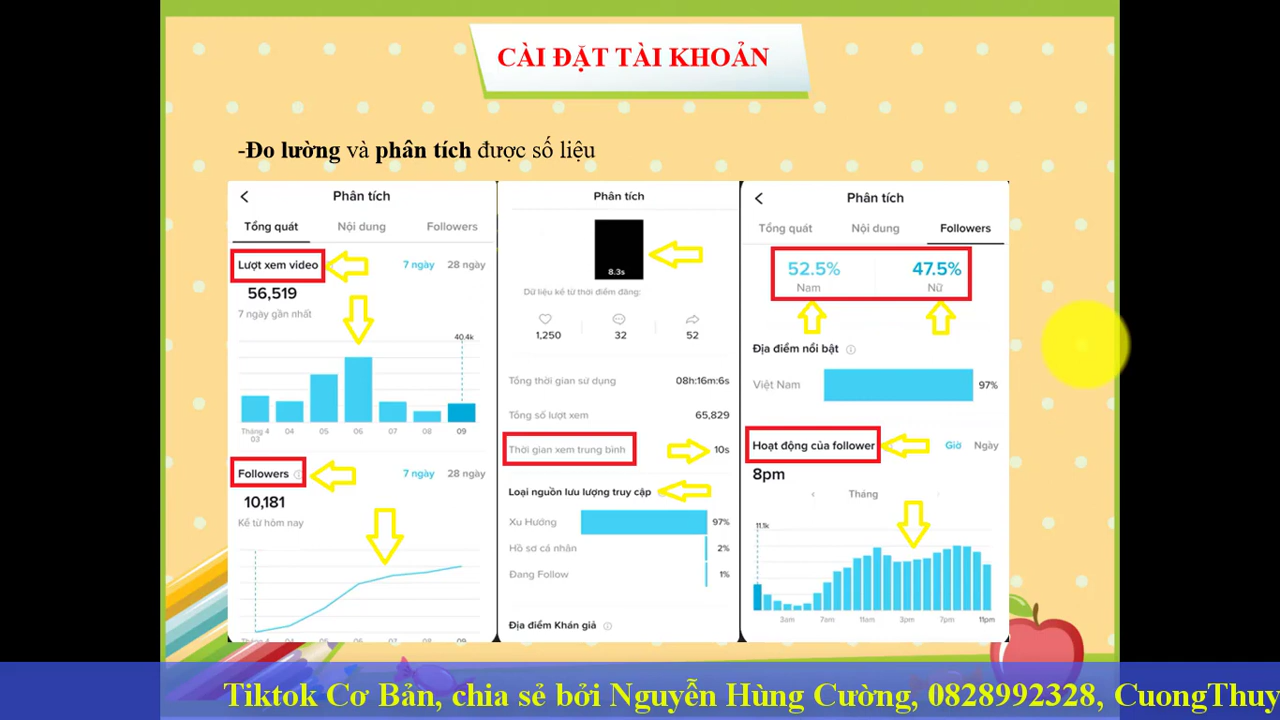 CÀI ĐẶT TÀI KHOẢN
-Đo lường và phân tích được số liệu
Phân tích
Tổng quát Nội dung Followers
Lượt xem video 7 ngày 28 ngày
56,519
7 ngày gần nhất
40.4k
Tháng 4 04 05 06 07 08 09
03
Followers 7 ngày 28 ngày
10,181
Kể từ hôm nay
Tháng 4 04 05 06 07 08 09
Phân tích
8.3s
Dữ liệu kể từ thời điểm đăng:
1,250 32 52
Tổng thời gian sử dụng 08h:16m:6s
Tổng số lượt xem 65,829
Thời gian xem trung bình 10s
Loại nguồn lưu lượng truy cập
Xu Hướng 97%
Hồ sơ cá nhân 2%
Đang Follow 1%
Địa điểm Khán giả
Phân tích
Tổng quát Nội dung Followers
52.5% 47.5%
Nam Nữ
Địa điểm nổi bật
Việt Nam 97%
Hoạt động của follower Giờ Ngày
8pm
Tháng
11.1k
3am 7am 11am 3pm 7pm 11pm
Tiktok Cơ Bản, chia sẻ bởi Nguyễn Hùng Cường, 0828992328, CuongThuy